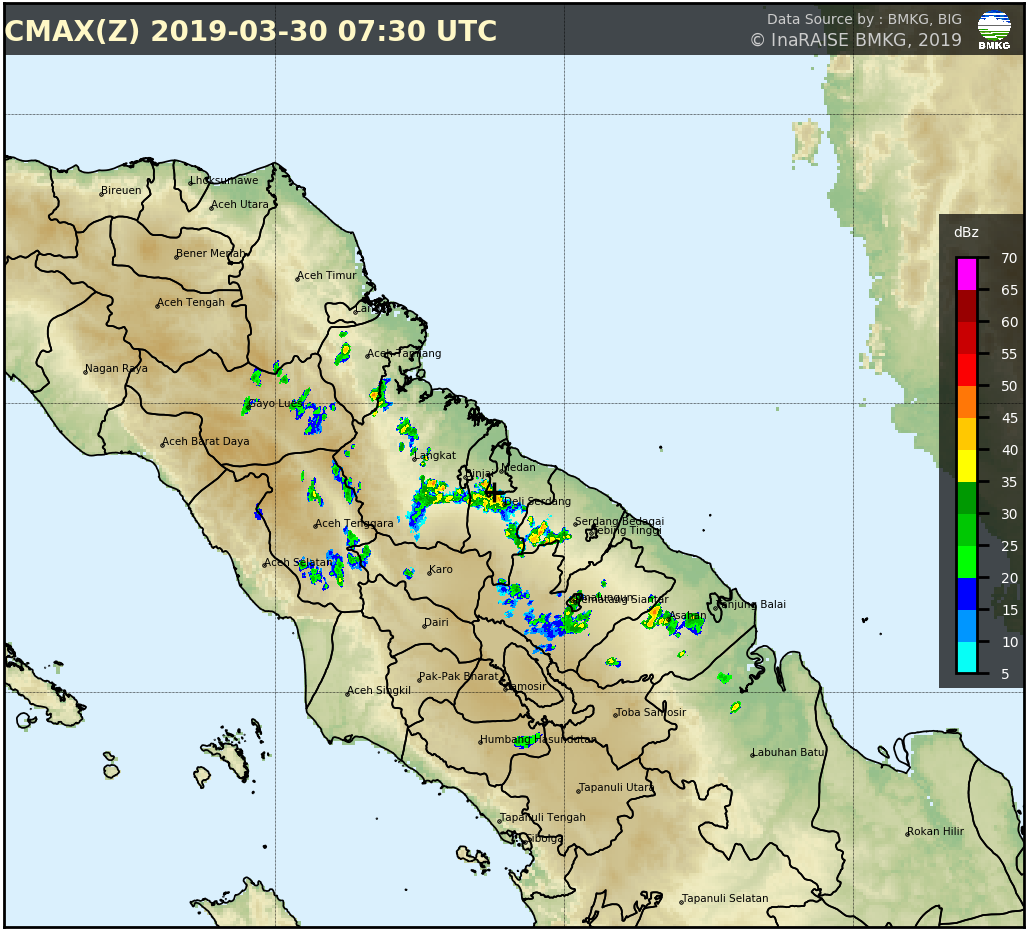 CMAX(Z) 2019-03-30 07:30 UTC
Data Source by : BMKG, BIG
© InaRAISE BMKG, 2019
BMKG
Lhoksumawe
Bireuen
Aceh Utara
Bener Meriah
Aceh Timur
Aceh Tengah
Aceh Tamiang
Nagan Raya
Gayo Lues
Aceh Barat Daya
Langkat
Medan
Binjai
Deli Serdang
Aceh Tenggara
Serdang Bedagai
Tebing Tinggi
Aceh Selatan
Karo
Simalungun
Pematang Siantar
Tanjung Balai
Asahan
Dairi
Pak-Pak Bharat
Samosir
Aceh Singkil
Toba Samosir
Humbang Hasundutan
Labuhan Batu
Tapanuli Utara
Tapanuli Tengah
Sibolga
Rokan Hilir
Tapanuli Selatan
dBz
70
65
60
55
50
45
40
35
30
25
20
15
10
5